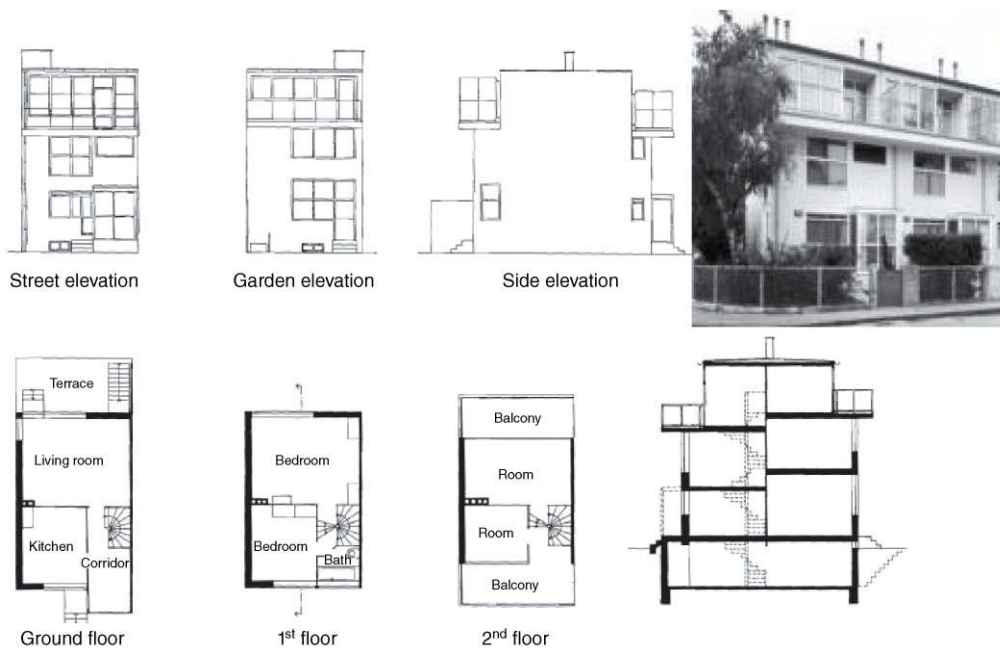 Street elevation
Garden elevation
Side elevation
Terrace
Living room
Kitchen
Corridor
Ground floor
Bedroom
Bedroom
Bath
1st floor
Balcony
Room
Room
Balcony
2nd floor